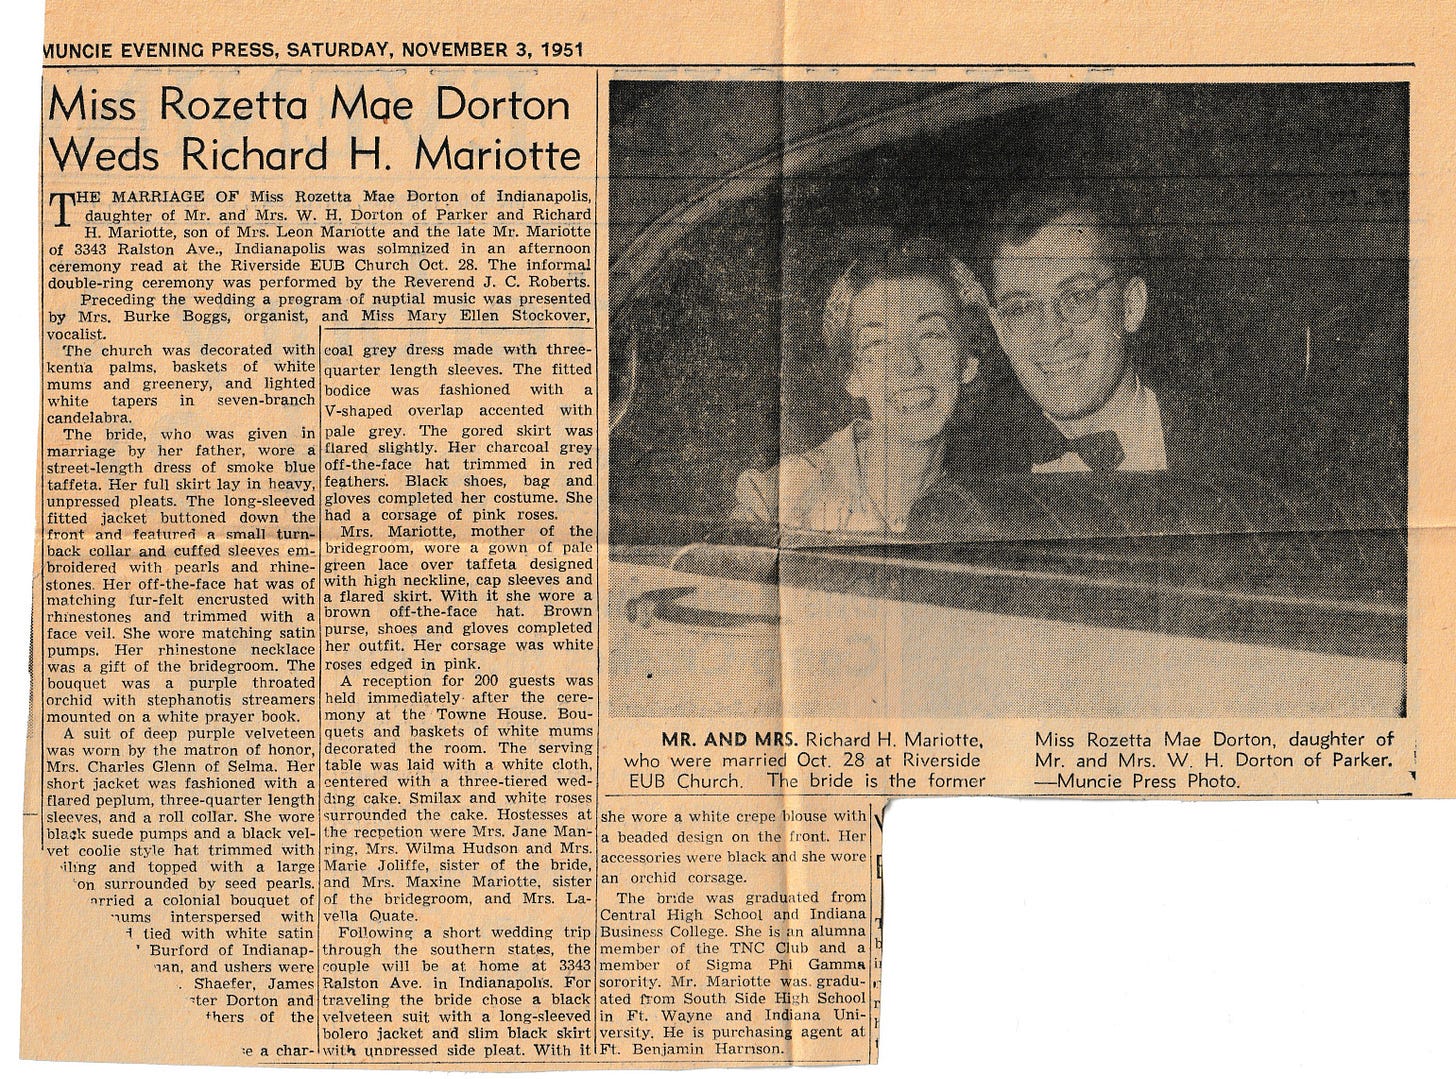 MUNCIE EVENING PRESS, SATURDAY, NOVEMBER 3, 1951
Miss Rozetta Mae Dorton
Weds Richard H. Mariotte
THE MARRIAGE OF Miss Rozetta Mae Dorton of Indianapolis,
daughter of Mr. and Mrs. W. H. Dorton of Parker and Richard
H. Mariotte, son of Mrs. Leon Mariotte and the late Mr. Mariotte
of 3343 Ralston Ave., Indianapolis was solmnized in an afternoon
ceremony read at the Riverside EUB Church Oct. 28. The informal
double-ring ceremony was performed by the Reverend J. C. Roberts.
Preceding the wedding a program of nuptial music was presented
by Mrs. Burke Boggs, organist, and Miss Mary Ellen Stockover,
vocalist.
The church was decorated with
kentia palms, baskets of white
mums and greenery, and lighted
white tapers in seven-branch
candelabra.
The bride, who was given in
marriage by her father, wore a
street-length dress of smoke blue
taffeta. Her full skirt lay in heavy,
unpressed pleats. The long-sleeved
fitted jacket buttoned down the
front and featured a small turn-
back collar and cuffed sleeves em-
broidered with pearls and rhine-
stones. Her off-the-face hat was of
matching fur-felt encrusted with
rhinestones and trimmed with a
face veil. She wore matching satin
pumps. Her rhinestone necklace
was a gift of the bridegroom. The
bouquet was a purple throated
orchid with stephanotis streamers
mounted on a white prayer book.
A suit of deep purple velveteen
was worn by the matron of honor,
Mrs. Charles Glenn of Selma. Her
short jacket was fashioned with a
flared peplum, three-quarter length
sleeves, and a roll collar. She wore
black suede pumps and a black vel-
vet coolie style hat trimmed with
and topped with a large
surrounded by seed pearls.
colonial bouquet of
interspersed with
tied with white satin
Burford of Indianap-
and ushers were
Shaefer, James
Dorton and
of the
a char-
coal grey dress made with three-
quarter length sleeves. The fitted
bodice was fashioned with a
V-shaped overlap accented with
pale grey. The gored skirt was
flared slightly. Her charcoal grey
off-the-face hat trimmed in red
feathers. Black shoes, bag and
gloves completed her costume. She
had a corsage of pink roses.
Mrs. Mariotte, mother of the
bridegroom, wore a gown of pale
green lace over taffeta designed
with high neckline, cap sleeves and
a flared skirt. With it she wore a
brown off-the-face hat. Brown
purse, shoes and gloves completed
her outfit. Her corsage was white
roses edged in pink.
A reception for 200 guests was
held immediately after the cere-
mony at the Towne House. Bou-
quets and baskets of white mums
decorated the room. The serving
table was laid with a white cloth,
centered with a three-tiered wed-
ding cake. Smilax and white roses
surrounded the cake. Hostesses at
the recpetion were Mrs. Jane Man-
ring, Mrs. Wilma Hudson and Mrs.
Marie Joliffe, sister of the bride,
and Mrs. Maxine Mariotte, sister
of the bridegroom, and Mrs. La-
vella Quate.
Following a short wedding trip
through the southern states, the
couple will be at home at 3343
Ralston Ave. in Indianapolis. For
traveling the bride chose a black
velveteen suit with a long-sleeved
bolero jacket and slim black skirt
with unpressed side pleat. With it
MR. AND MRS. Richard H. Mariotte,
who were married Oct. 28 at Riverside
EUB Church. The bride is the former
Miss Rozetta Mae Dorton, daughter of
Mr. and Mrs. W. H. Dorton of Parker.
—Muncie Press Photo.
she wore a white crepe blouse with
a beaded design on the front. Her
accessories were black and she wore
an orchid corsage.
The bride was graduated from
Central High School and Indiana
Business College. She is an alumna
member of the TNC Club and a
member of Sigma Phi Gamma
sorority. Mr. Mariotte was gradu-
ated from South Side High School
in Ft. Wayne and Indiana Uni-
versity. He is purchasing agent at
Ft. Benjamin Harrison.